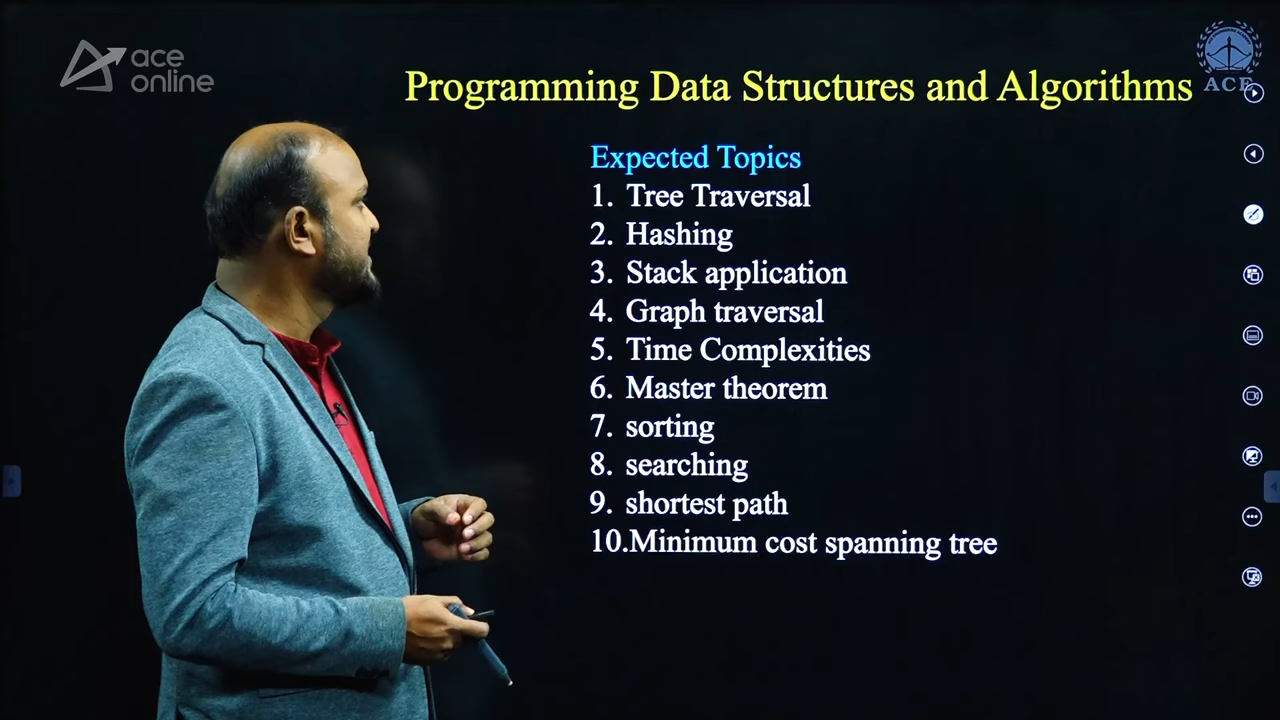 ace
online
Programming Data Structures and Algorithms
ACE
Expected Topics
1. Tree Traversal
2. Hashing
3. Stack application
4. Graph traversal
5. Time Complexities
6. Master theorem
7. sorting
8. searching
9. shortest path
10.Minimum cost spanning tree